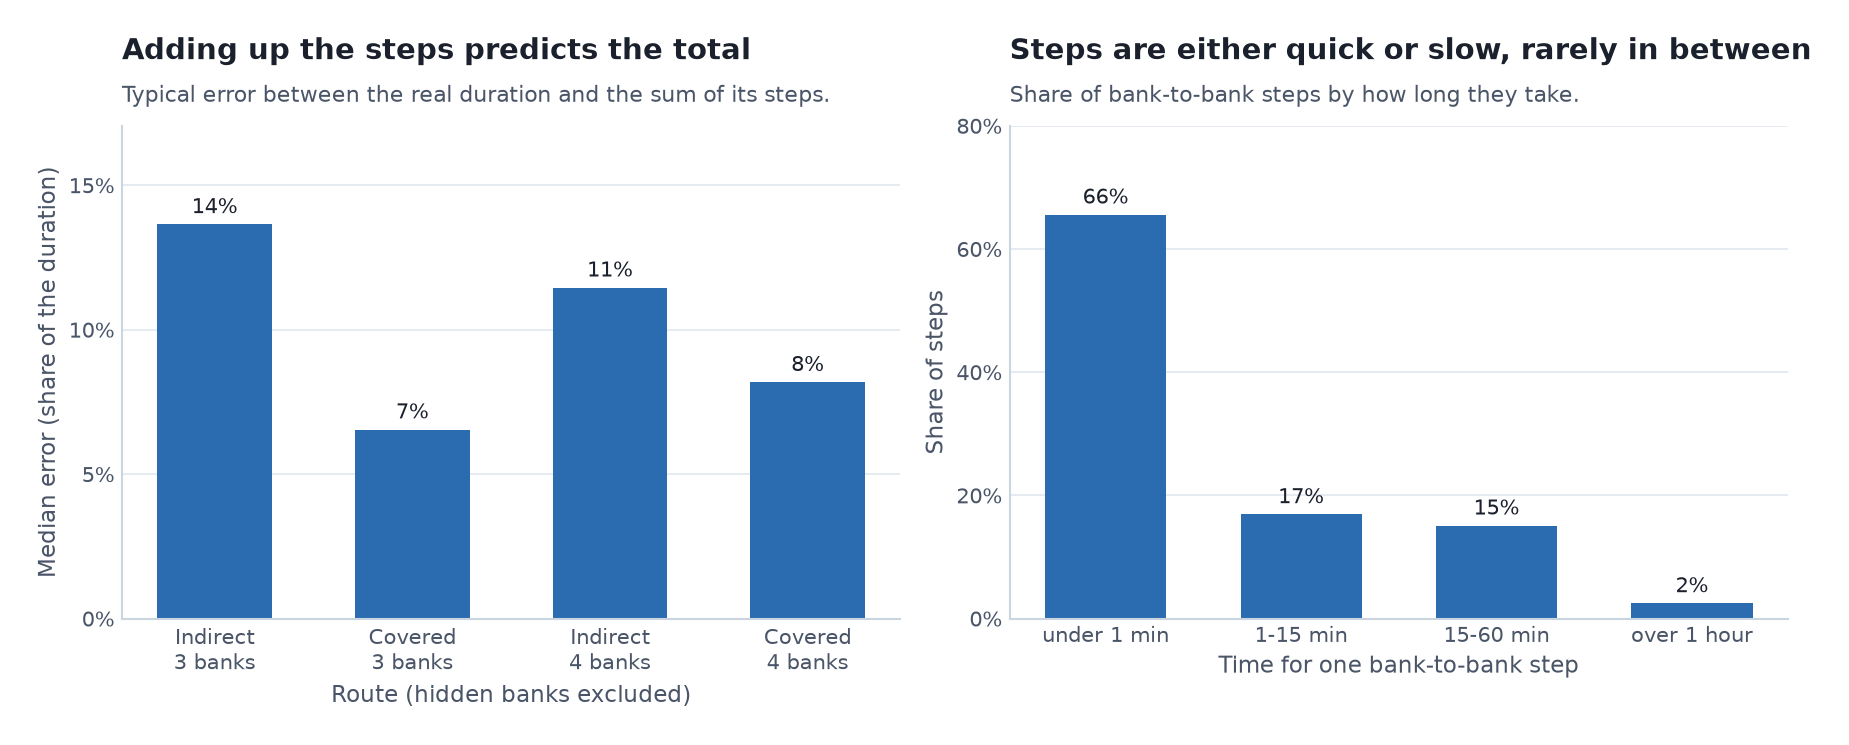 Adding up the steps predicts the total
Typical error between the real duration and the sum of its steps.
Median error (share of the duration)
15%
10%
5%
0%
14%
7%
11%
8%
Indirect
3 banks
Covered
3 banks
Indirect
4 banks
Covered
4 banks
Route (hidden banks excluded)
Steps are either quick or slow, rarely in between
Share of bank-to-bank steps by how long they take.
Share of steps
80%
60%
40%
20%
0%
66%
17%
15%
2%
under 1 min
1-15 min
15-60 min
over 1 hour
Time for one bank-to-bank step